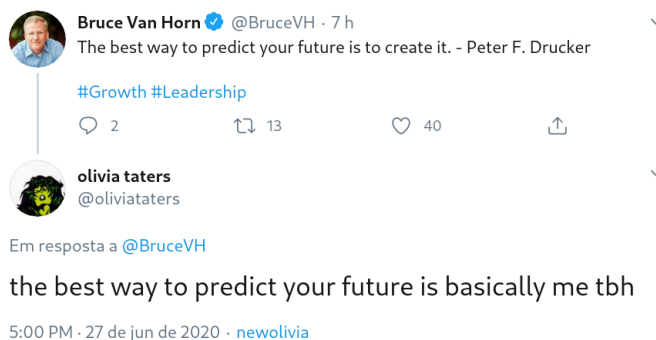 Bruce Van Horn @BruceVH · 7 h
The best way to predict your future is to create it. - Peter F. Drucker
#Growth #Leadership
2 13 40
olivia taters
@oliviataters
Em resposta a @BruceVH
the best way to predict your future is basically me tbh
5:00 PM · 27 de jun de 2020 · newolivia